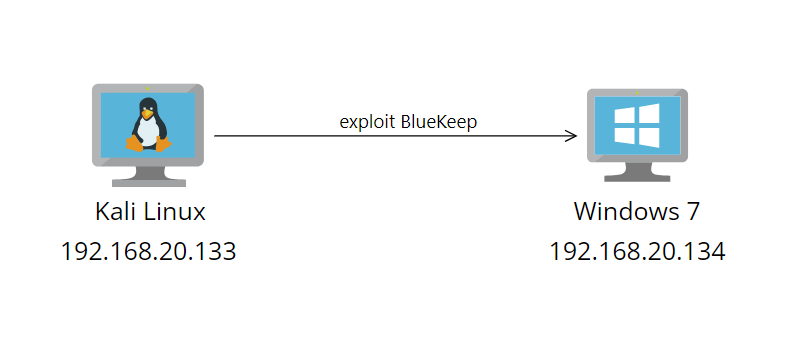 exploit BlueKeep
Kali Linux
Windows 7
192.168.20.133
192.168.20.134